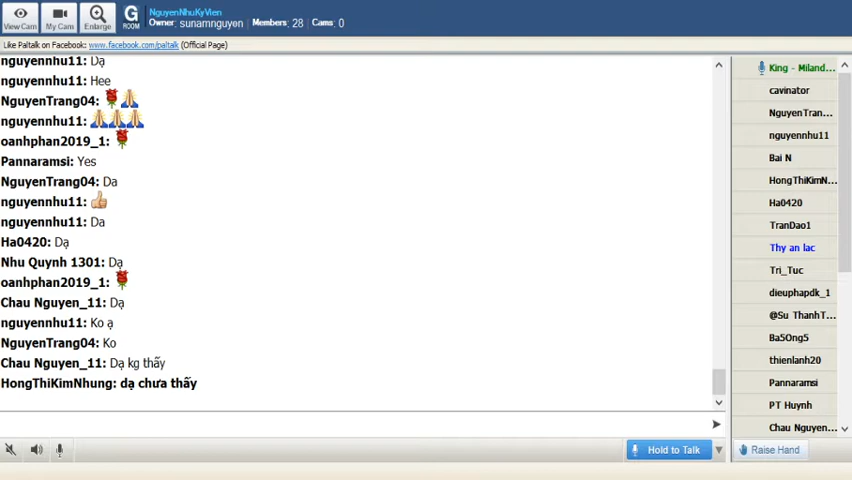 NguyenNhuKyVien
Owner: sunamnguyen Members: 28 Cams: 0
View Cam My Cam Enlarge G ROOM
Like Paltalk on Facebook: www.facebook.com/paltalk (Official Page)
nguyennhu11: Dạ
nguyennhu11: Hee
NguyenTrang04:
nguyennhu11:
oanhphan2019_1:
Pannaramsi: Yes
NguyenTrang04: Da
nguyennhu11:
nguyennhu11: Da
Ha0420: Dạ
Nhu Quynh 1301: Dạ
oanhphan2019_1:
Chau Nguyen_11: Dạ
nguyennhu11: Ko ạ
NguyenTrang04: Ko
Chau Nguyen_11: Dạ kg thấy
HongThiKimNhung: dạ chưa thấy
Hold to Talk
King - Miland...
cavinator
NguyenTran...
nguyennhu11
Bai N
HongThiKimN...
Ha0420
TranDao1
Thy an lac
Tri_Tuc
dieuphapdk_1
@Su ThanhT...
Ba5Ong5
thienlanh20
Pannaramsi
PT Huynh
Chau Nguyen...
Raise Hand